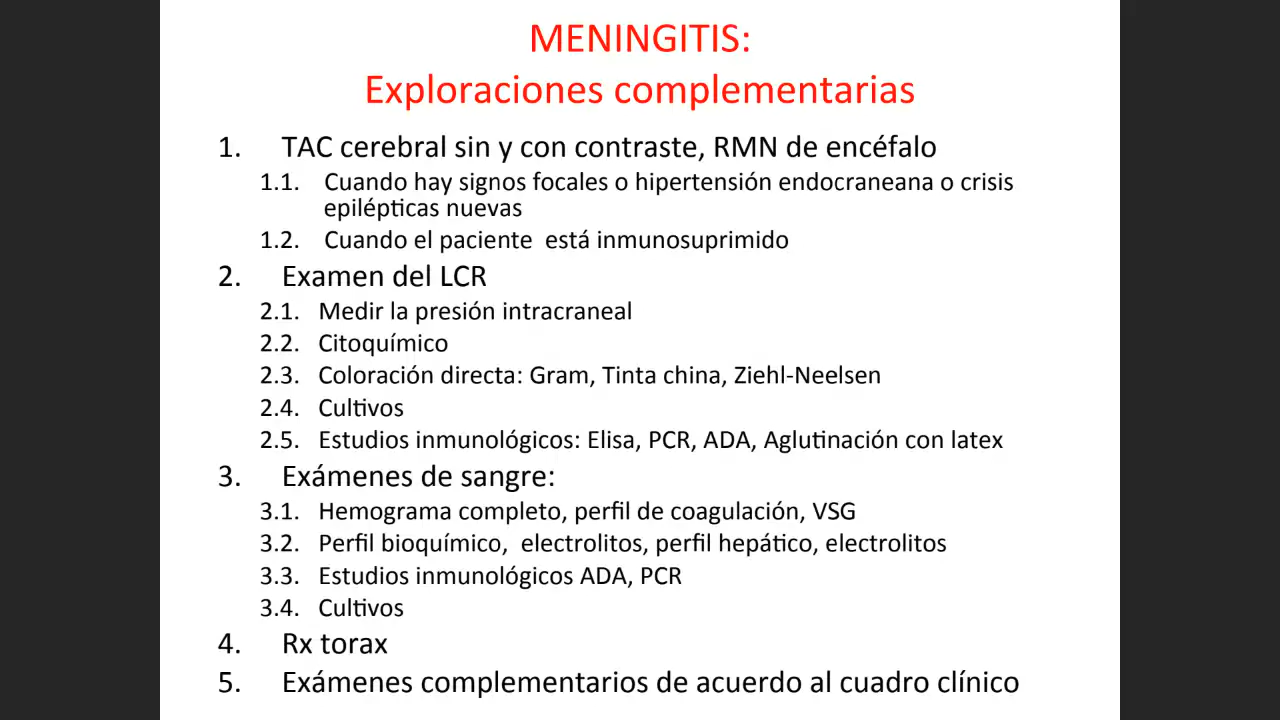 MENINGITIS:
Exploraciones complementarias
1. TAC cerebral sin y con contraste, RMN de encéfalo
1.1. Cuando hay signos focales o hipertensión endocraneana o crisis
epilépticas nuevas
1.2. Cuando el paciente está inmunosuprimido
2. Examen del LCR
2.1. Medir la presión intracraneal
2.2. Citoquímico
2.3. Coloración directa: Gram, Tinta china, Ziehl-Neelsen
2.4. Cultivos
2.5. Estudios inmunológicos: Elisa, PCR, ADA, Aglutinación con latex
3. Exámenes de sangre:
3.1. Hemograma completo, perfil de coagulación, VSG
3.2. Perfil bioquímico, electrolitos, perfil hepático, electrolitos
3.3. Estudios inmunológicos ADA, PCR
3.4. Cultivos
4. Rx torax
5. Exámenes complementarios de acuerdo al cuadro clínico